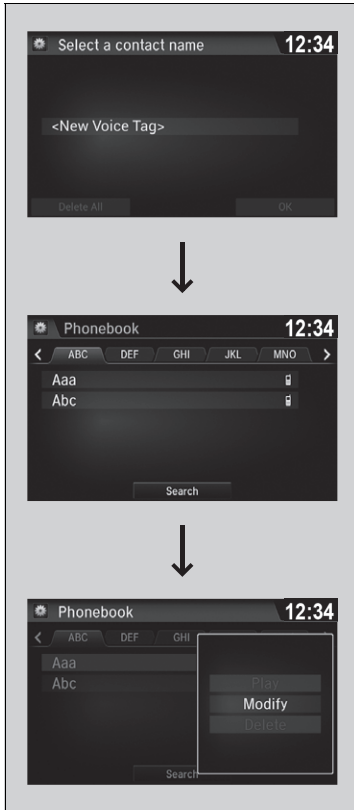 Select a contact name 12:34
<New Voice Tag>
Delete All OK
Phonebook 12:34
< ABC DEF GHI JKL MNO >
Aaa
Abc
Search
Phonebook 12:34
< ABC DEF GHI
Aaa
Abc
Play
Modify
Delete
Search